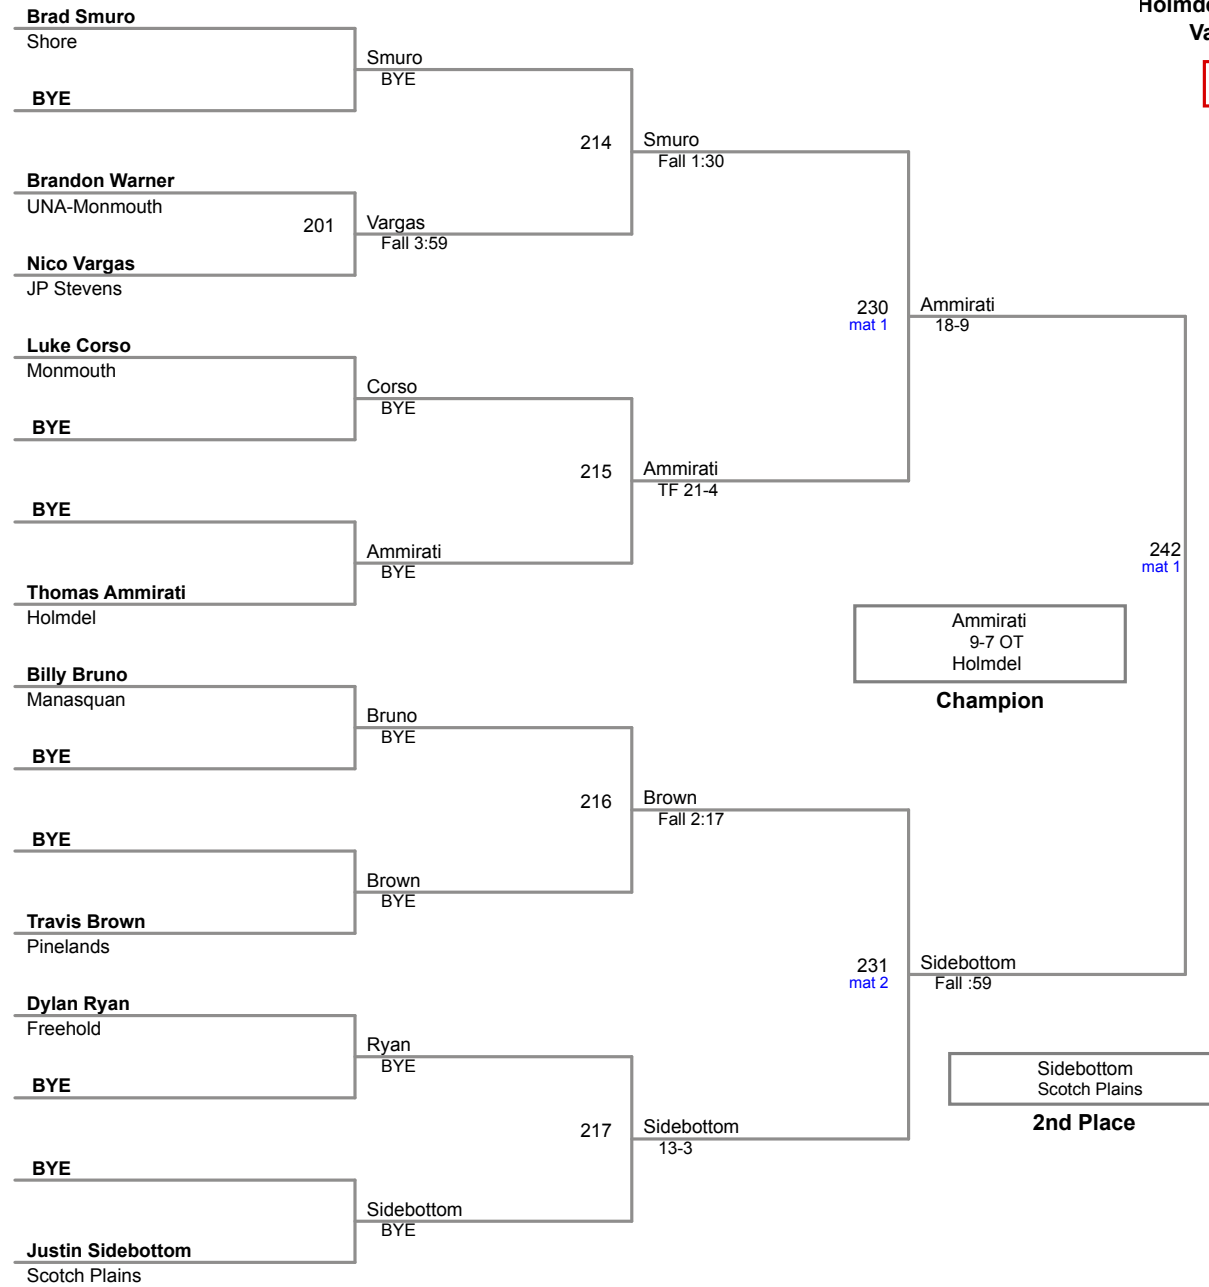 Brad Smuro
Shore
Smuro
BYE
BYE
214
Smuro
Fall 1:30
Brandon Warner
UNA-Monmouth
201
Vargas
Fall 3:59
Nico Vargas
JP Stevens
230
mat 1
Ammirati
18-9
Luke Corso
Monmouth
Corso
BYE
BYE
215
Ammirati
TF 21-4
BYE
Ammirati
BYE
242
mat 1
Thomas Ammirati
Holmdel
Ammirati
9-7 OT
Holmdel
Champion
Billy Bruno
Manasquan
Bruno
BYE
BYE
216
Brown
Fall 2:17
BYE
Brown
BYE
Travis Brown
Pinelands
231
mat 2
Sidebottom
Fall :59
Dylan Ryan
Freehold
Ryan
BYE
BYE
Sidebottom
Scotch Plains
2nd Place
217
Sidebottom
13-3
BYE
Sidebottom
BYE
Justin Sidebottom
Scotch Plains